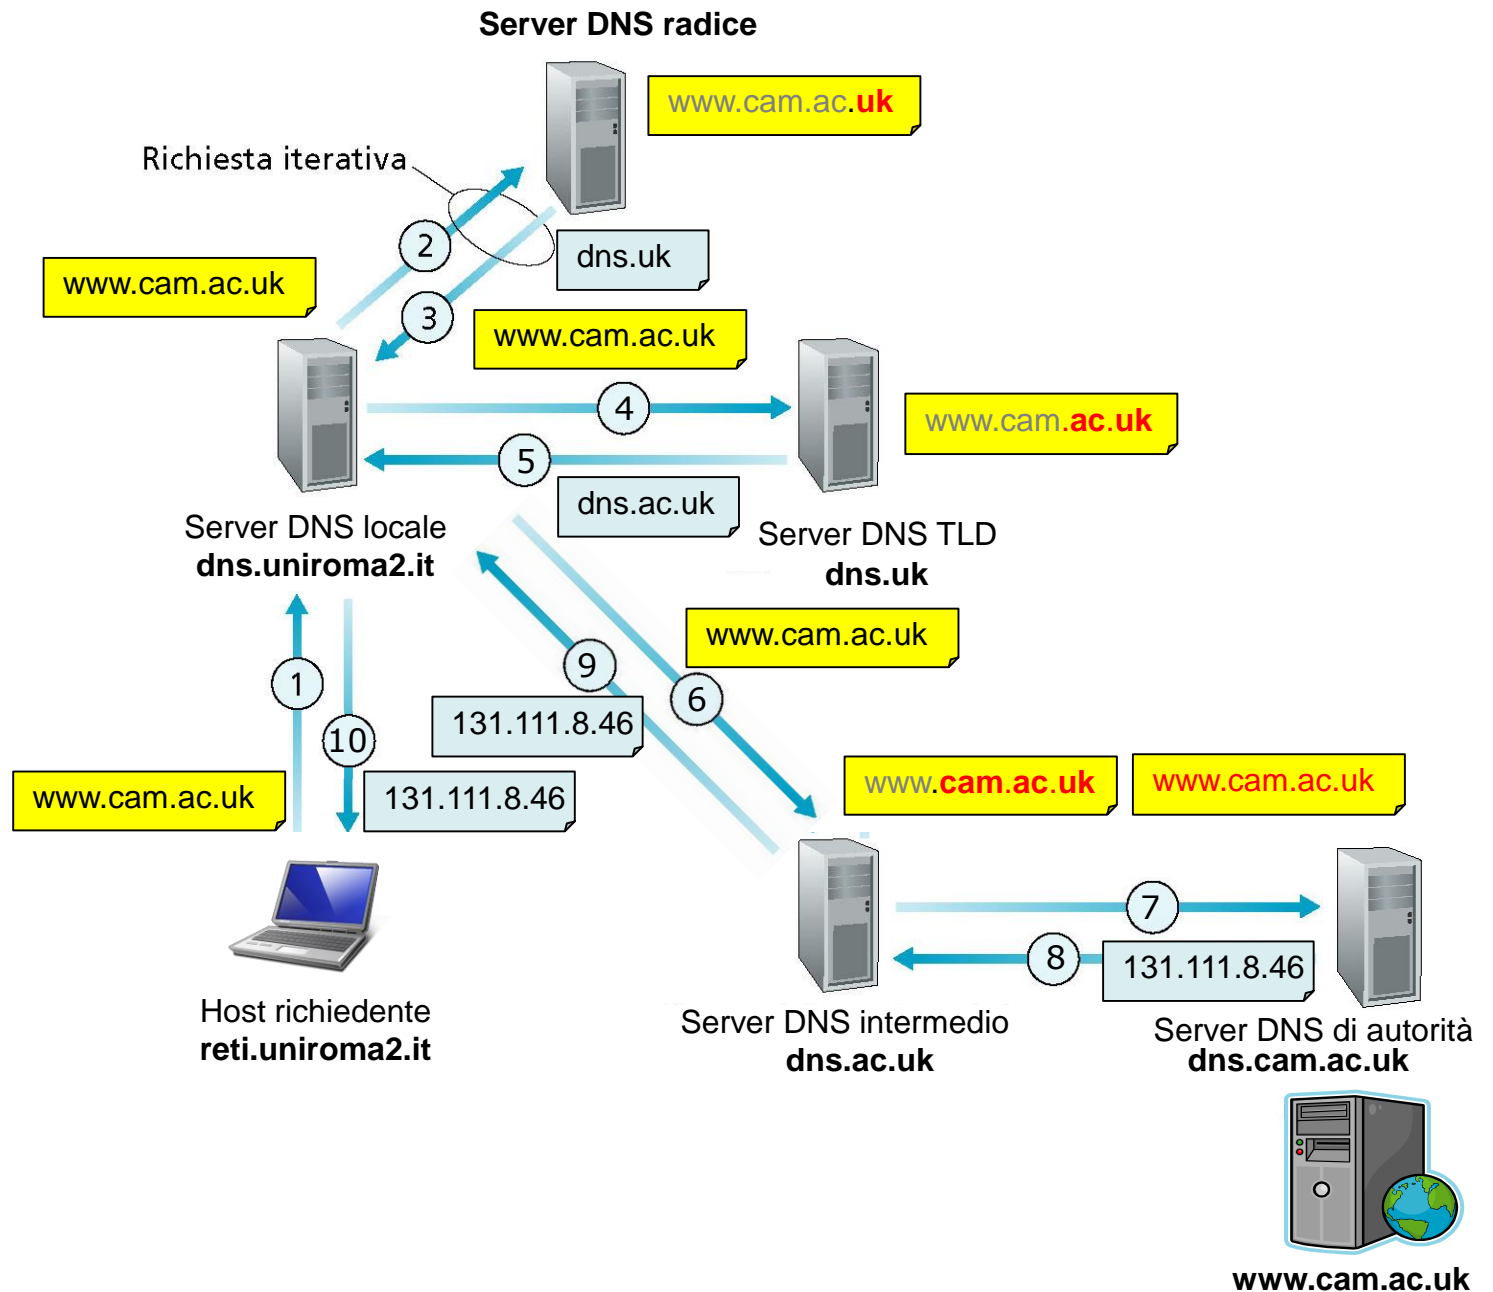 Server DNS radice
www.cam.ac.uk
Richiesta iterativa
2
dns.uk
www.cam.ac.uk
3
www.cam.ac.uk
4
www.cam.ac.uk
5
dns.ac.uk
Server DNS locale
dns.uniroma2.it
Server DNS TLD
dns.uk
www.cam.ac.uk
9
1
6
131.111.8.46
10
www.cam.ac.uk
131.111.8.46
www.cam.ac.uk
www.cam.ac.uk
7
8
131.111.8.46
Host richiedente
reti.uniroma2.it
Server DNS intermedio
dns.ac.uk
Server DNS di autorità
dns.cam.ac.uk
www.cam.ac.uk